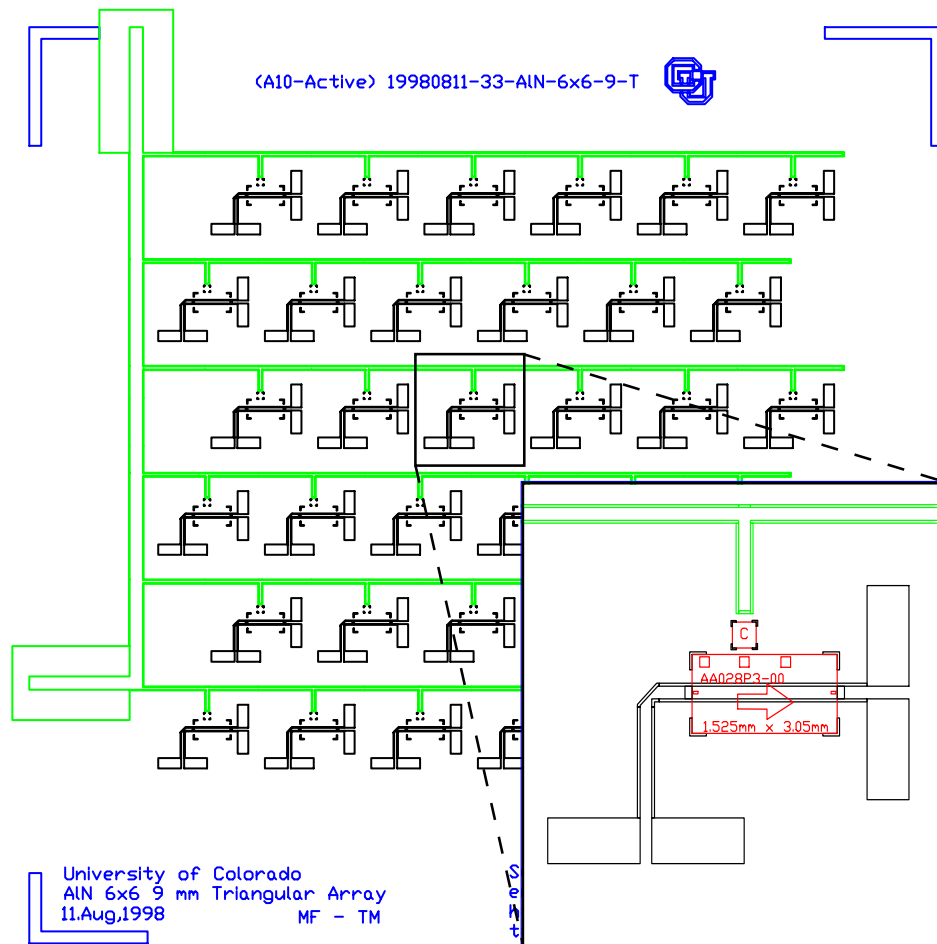 (A10-Active) 19980811-33-AlN-6x6-9-T
CU
C
AA028P3-00
1.525mm x 3.05mm
University of Colorado
AlN 6x6 9 mm Triangular Array
11.Aug,1998 MF - TM
S
e
t